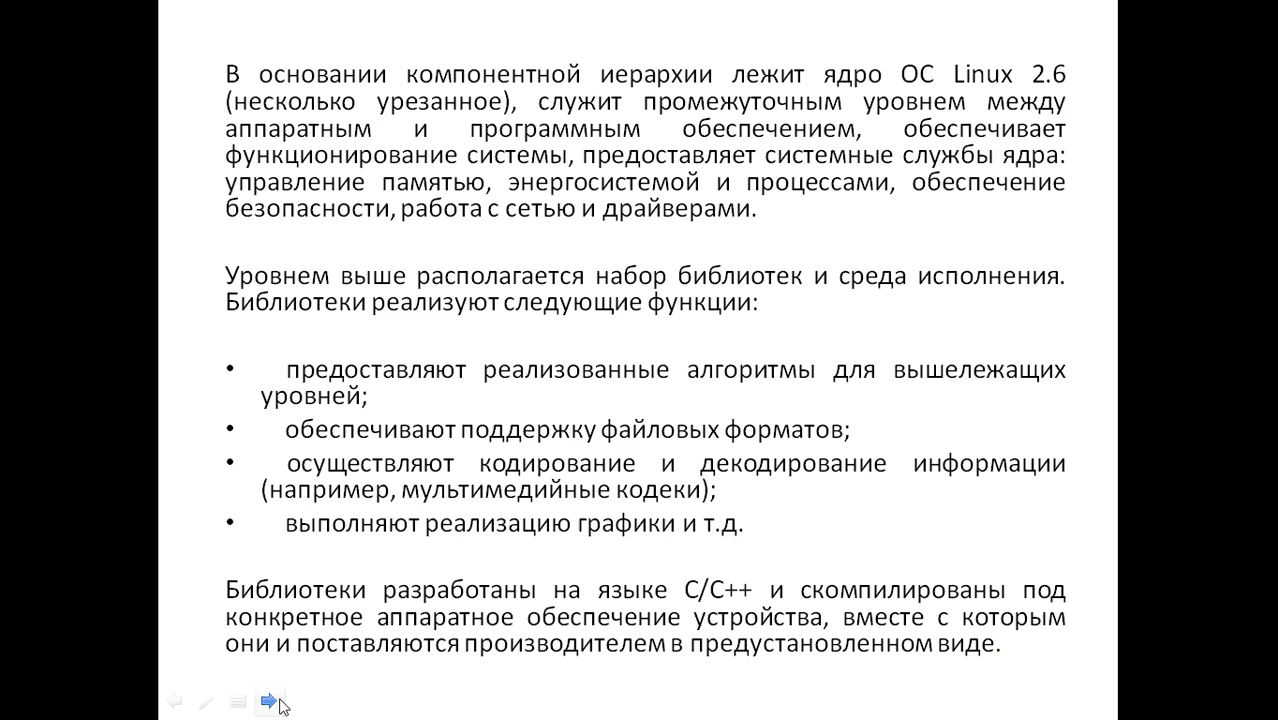 В основании компонентной иерархии лежит ядро ОС Linux 2.6
(несколько урезанное), служит промежуточным уровнем между
аппаратным и программным обеспечением, обеспечивает
функционирование системы, предоставляет системные службы ядра:
управление памятью, энергосистемой и процессами, обеспечение
безопасности, работа с сетью и драйверами.
Уровнем выше располагается набор библиотек и среда исполнения.
Библиотеки реализуют следующие функции:
• предоставляют реализованные алгоритмы для вышележащих
уровней;
• обеспечивают поддержку файловых форматов;
• осуществляют кодирование и декодирование информации
(например, мультимедийные кодеки);
• выполняют реализацию графики и т.д.
Библиотеки разработаны на языке C/C++ и скомпилированы под
конкретное аппаратное обеспечение устройства, вместе с которым
они и поставляются производителем в предустановленном виде.